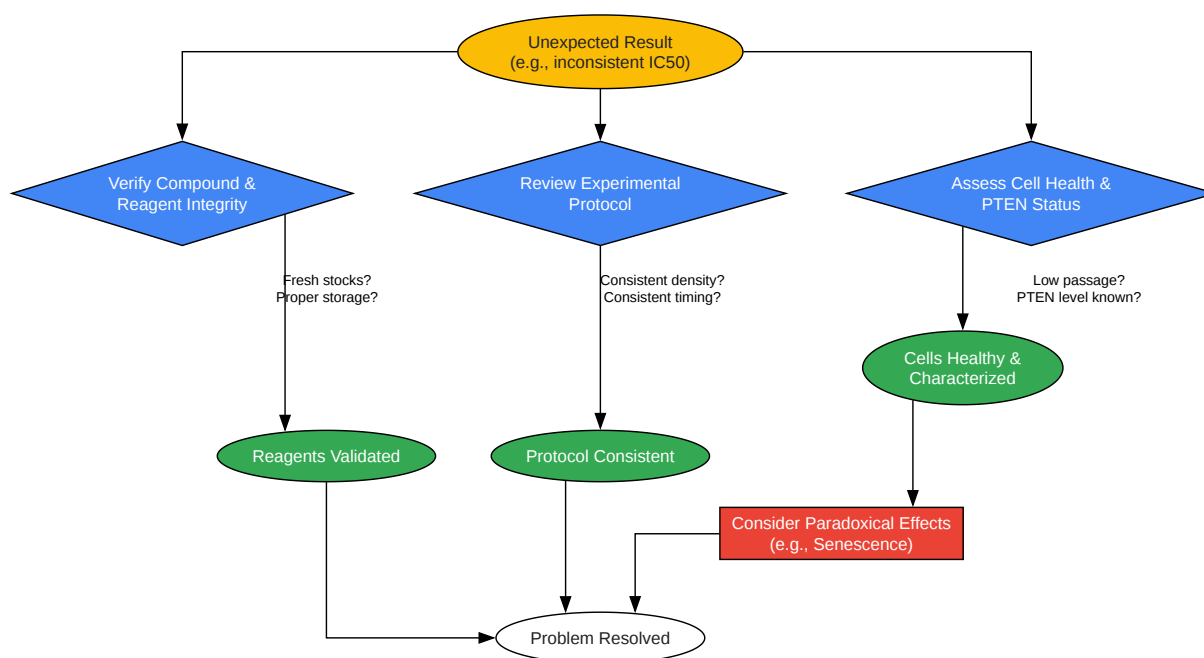 Unexpected Result
(e.g., inconsistent IC50)
Verify Compound &
Reagent Integrity
Review Experimental
Protocol
Assess Cell Health &
PTEN Status
Fresh stocks?
Proper storage?
Consistent density?
Consistent timing?
Low passage?
PTEN level known?
Cells Healthy &
Characterized
Reagents Validated
Protocol Consistent
Consider Paradoxical Effects
(e.g., Senescence)
Problem Resolved